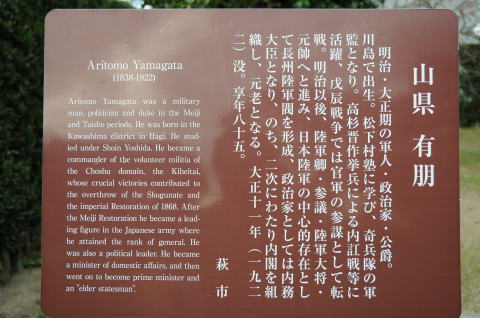 Aritomo Yamagata
(1838-1922)
Aritomo Yamagata was a military
man, politician and duke in the Meiji
and Taisho periods. He was born in the
Kawashima district in Hagi. He stud-
ied under Shoin Yoshida. He became a
commander of the volunteer militia of
the Choshu domain, the Kiheitai,
whose crucial victories contributed to
the overthrow of the Shogunate and
the imperial Restoration of 1868. After
the Meiji Restoration he became a lead-
ing figure in the Japanese army where
he attained the rank of general. He
was also a political leader. He became
a minister of domestic affairs, and then
went on to become prime minister and
an "elder statesman".
山県 有朋
明治・大正期の軍人・政治家・公爵。
川島で出生。松下村塾に学び、奇兵隊の軍
監となり。高杉晋作挙兵による内訌戦等に
活躍、戊辰戦争では官軍の参謀として転
戦。明治以後、陸軍卿・参議・陸軍大将・
元帥へと進み、日本陸軍の中心的存在とし
て長州陸軍閥を形成、政治家としては内務
大臣となり、のち、二次にわたり内閣を組
織し、元老となる。大正十一年（一九二
二）没。享年八十五。
萩市